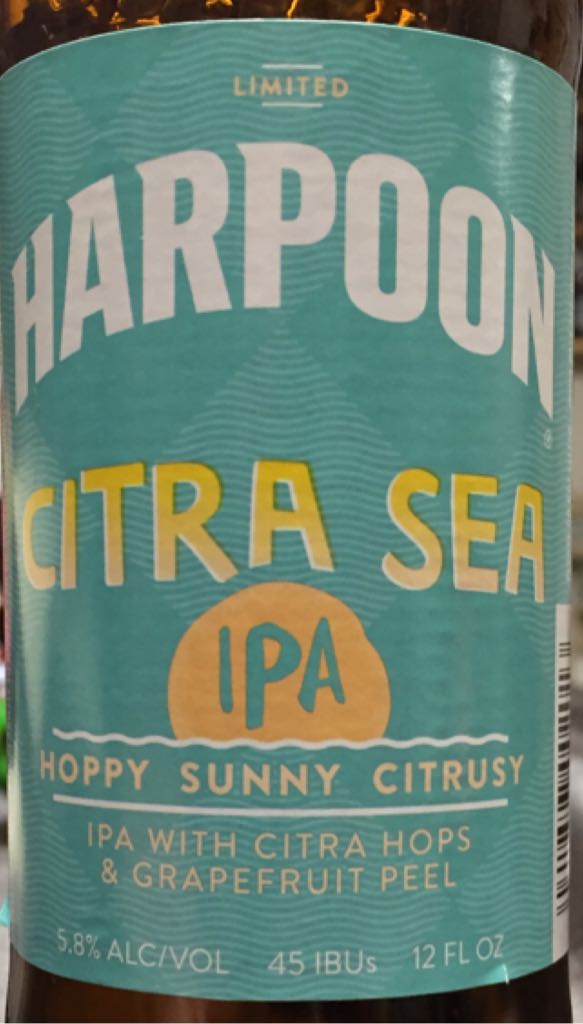 LIMITED
HARPOON
®
CITRA SEA
IPA
HOPPY SUNNY CITRUSY
IPA WITH CITRA HOPS
& GRAPEFRUIT PEEL
5.8% ALC/VOL 45 IBUs 12 FL OZ